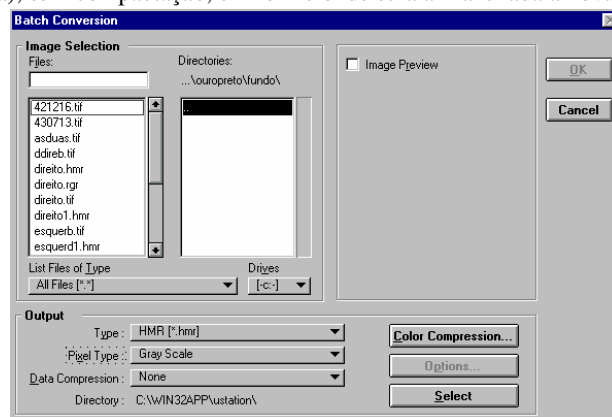 Batch Conversion
Image Selection
Files:
Directories:
...\ouropreto\fundo\
Image Preview
OK
Cancel
421216.tif
430713.tif
asduas.tif
ddireb.tif
direito.hmr
direito.rgr
direito.tif
direito1.hmr
esquerb.tif
esquerd1.hmr
..
List Files of Type
Drives
All Files [*.*]
[-c:-]
Output
Type : HMR [*.hmr]
Color Compression...
Pixel Type : Gray Scale
Options...
Data Compression : None
Directory : C:\WIN32APP\ustation\
Select